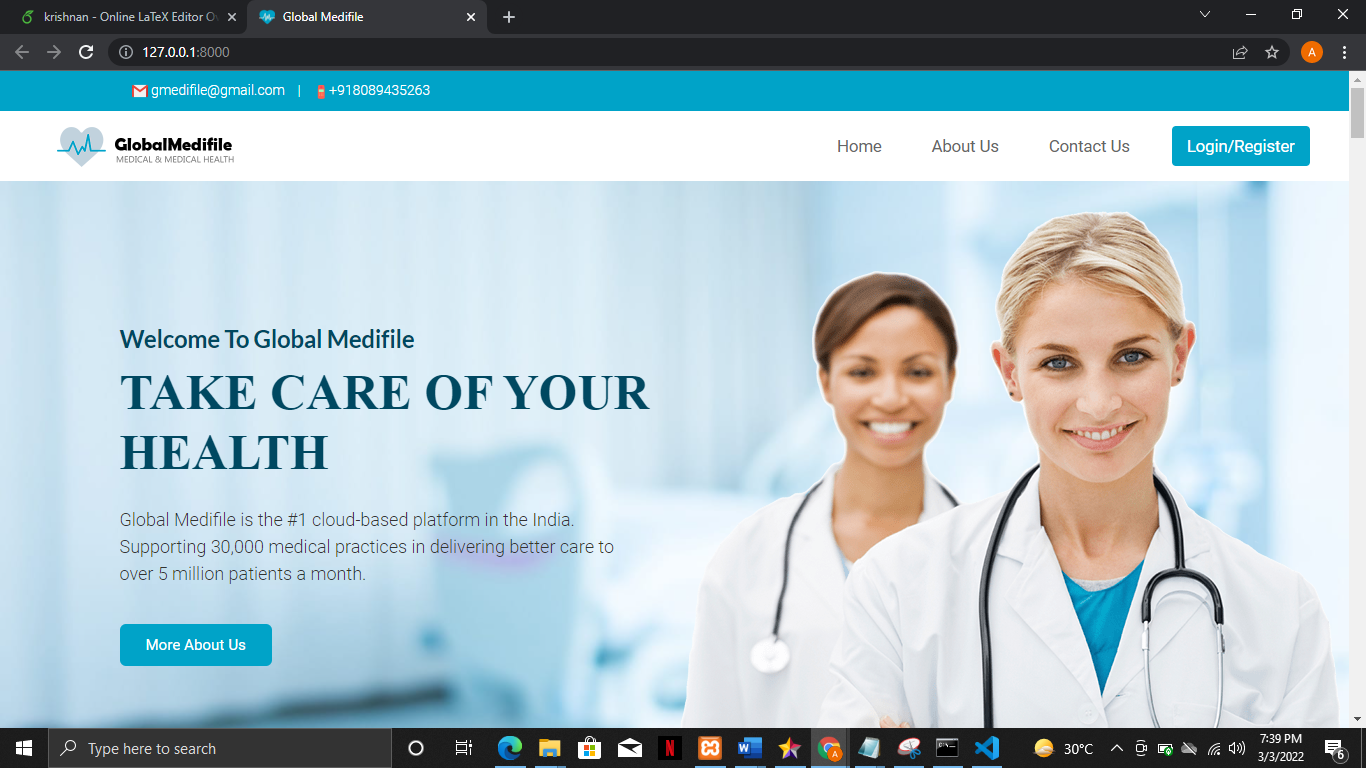 krishnan - Online LaTeX Editor Ov
Global Medifile
127.0.0.1:8000
A
gmedifile@gmail.com | +918089435263
GlobalMedifile
MEDICAL & MEDICAL HEALTH
Home
About Us
Contact Us
Login/Register
Welcome To Global Medifile
TAKE CARE OF YOUR
HEALTH
Global Medifile is the #1 cloud-based platform in the India.
Supporting 30,000 medical practices in delivering better care to
over 5 million patients a month.
More About Us
Type here to search
30°C
7:39 PM
3/3/2022
6